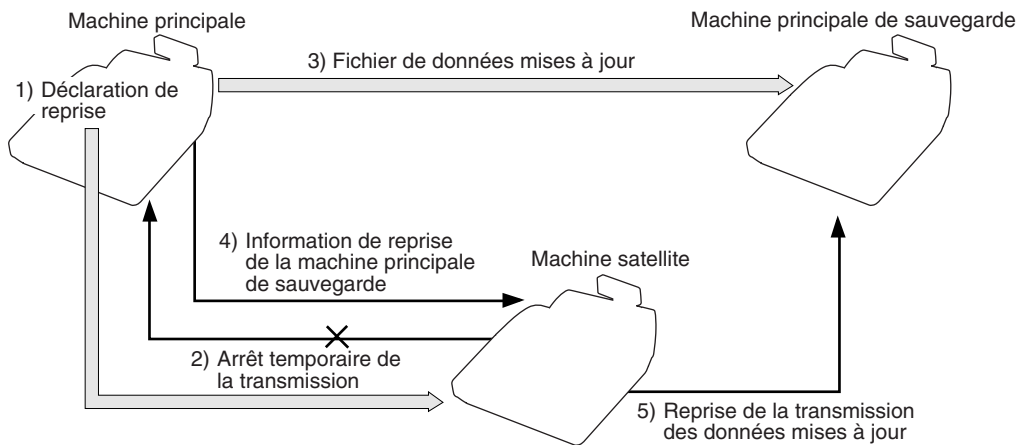 Machine principale
Machine principale de sauvegarde
3) Fichier de données mises à jour
1) Déclaration de
reprise
4) Information de reprise
de la machine principale
de sauvegarde
Machine satellite
2) Arrêt temporaire de
la transmission
5) Reprise de la transmission
des données mises à jour